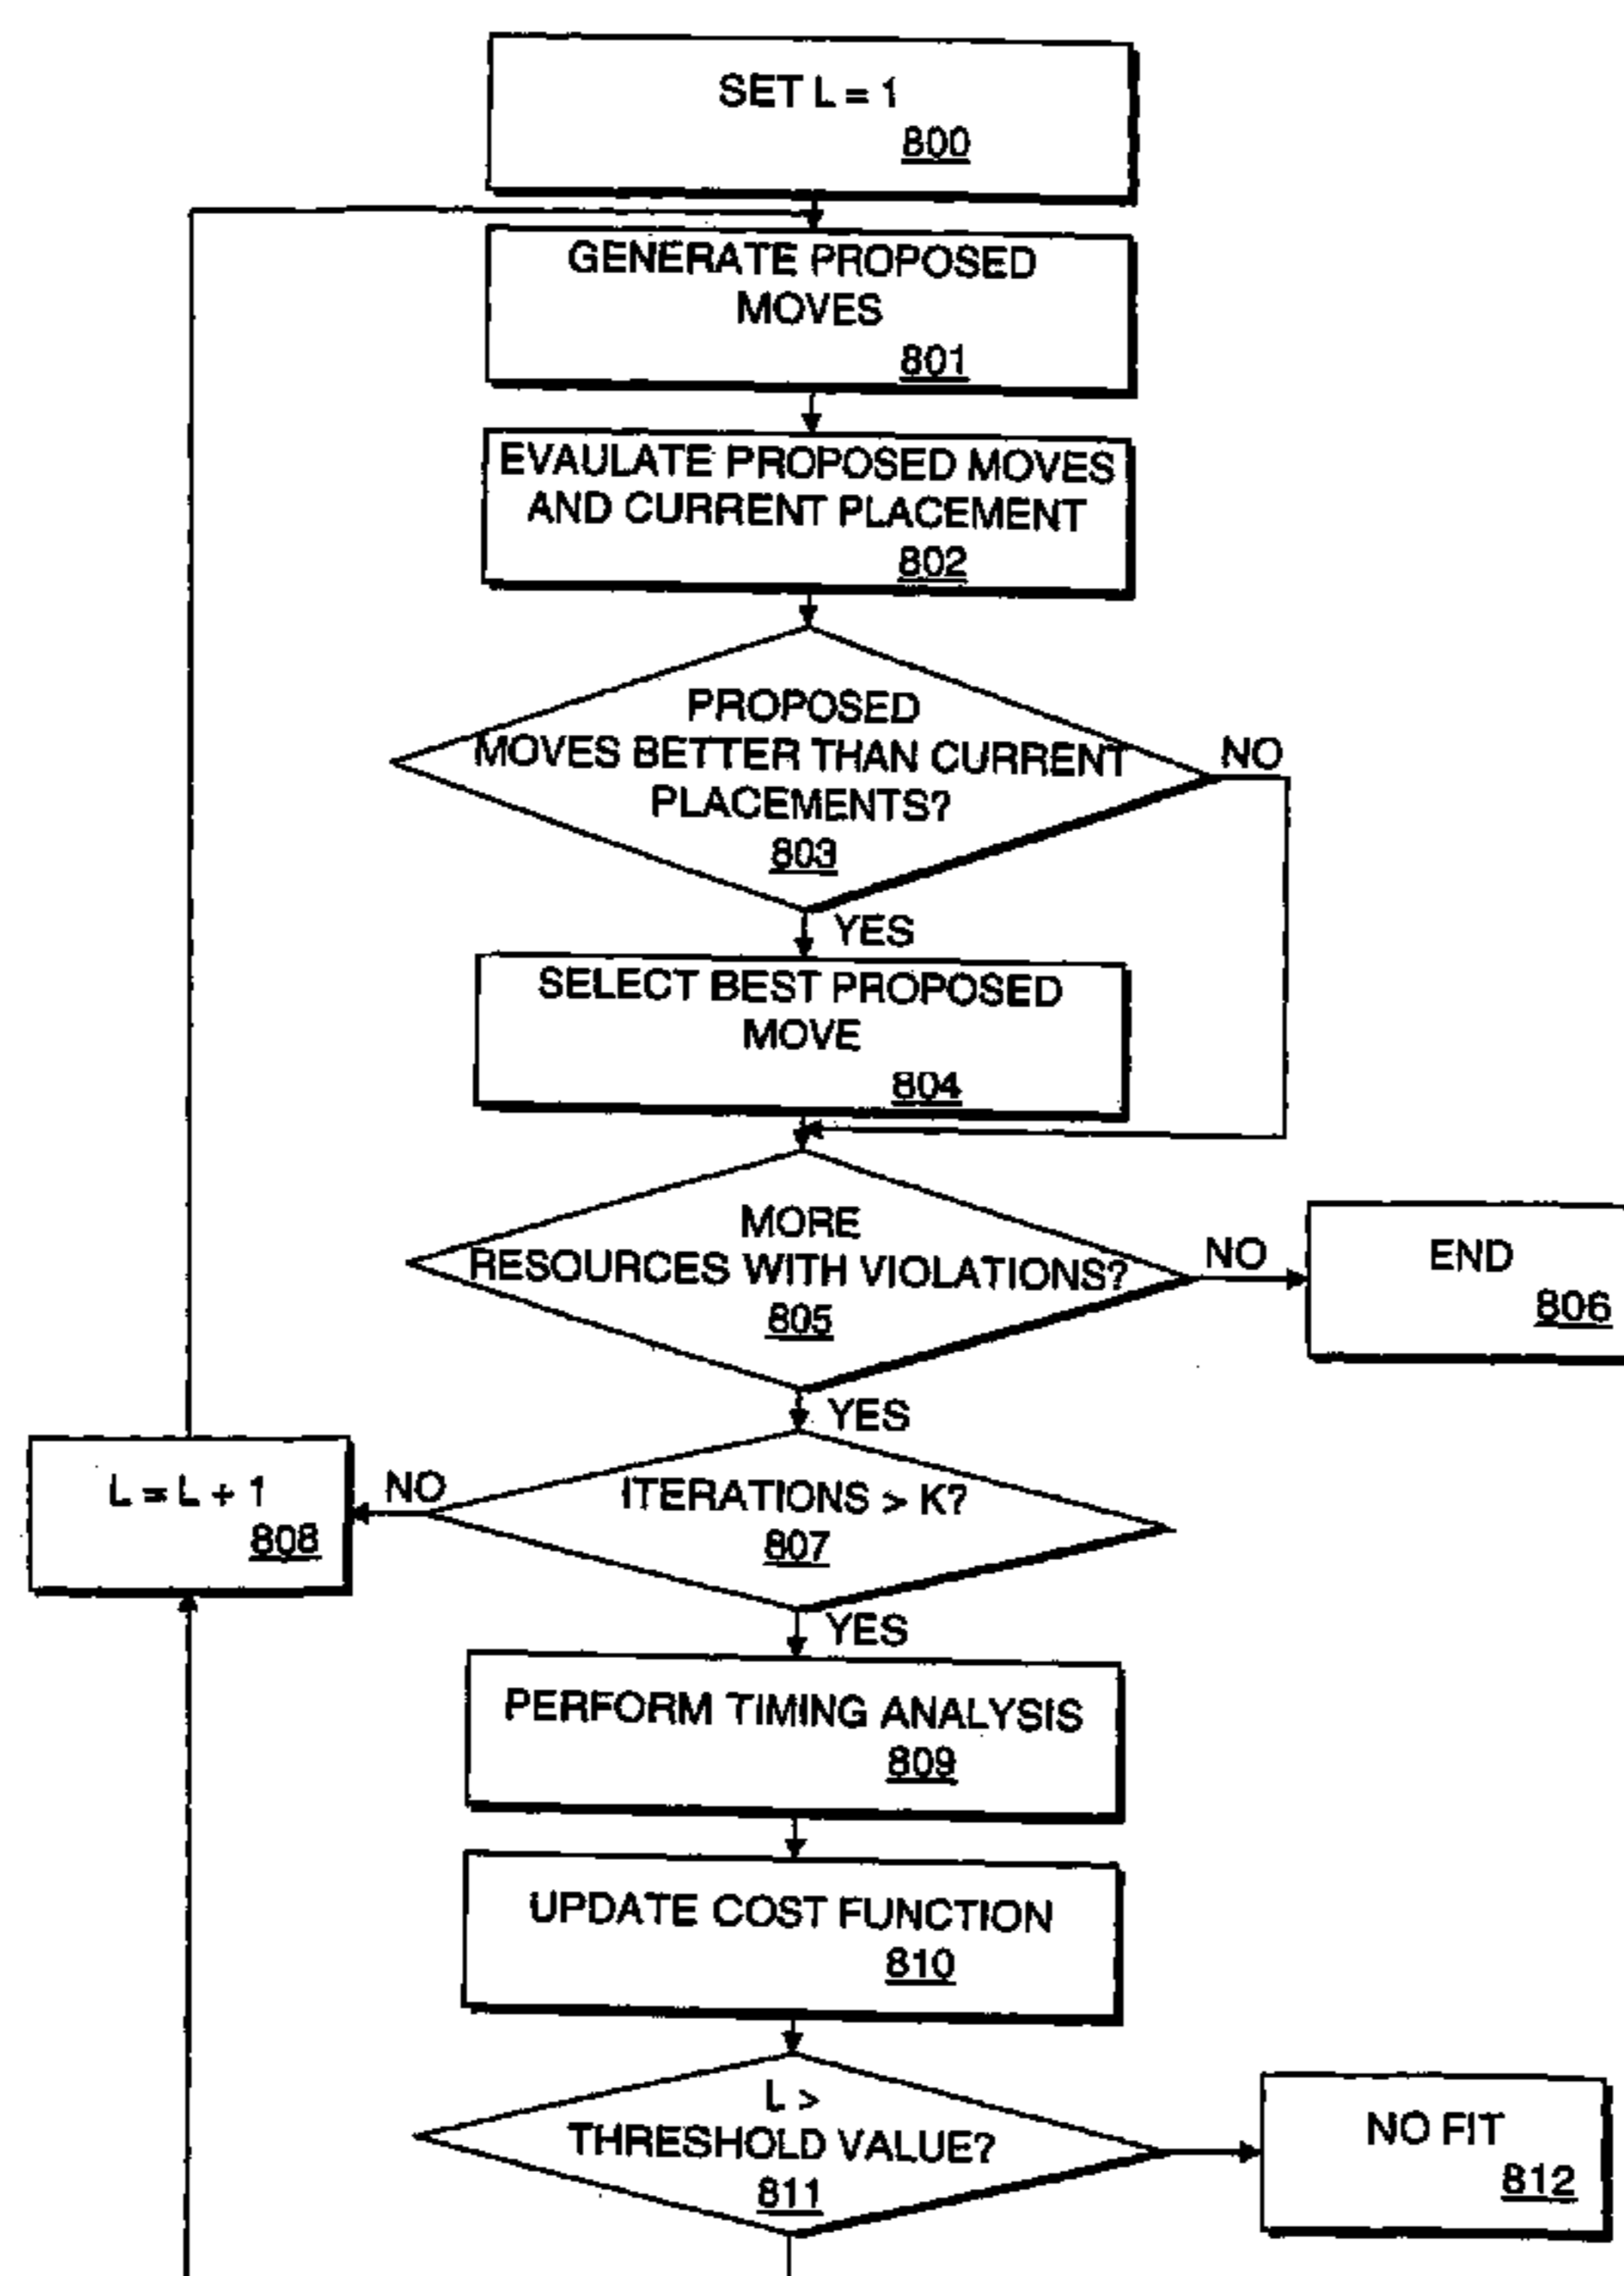 SET L = 1
800
GENERATE PROPOSED
MOVES
801
EVAULATE PROPOSED MOVES
AND CURRENT PLACEMENT
802
PROPOSED
MOVES BETTER THAN CURRENT
PLACEMENTS?
803
NO
YES
SELECT BEST PROPOSED
MOVE
804
MORE
RESOURCES WITH VIOLATIONS?
805
NO
END
806
YES
ITERATIONS > K?
807
NO
L = L + 1
808
YES
PERFORM TIMING ANALYSIS
809
UPDATE COST FUNCTION
810
L >
THRESHOLD VALUE?
811
NO FIT
812